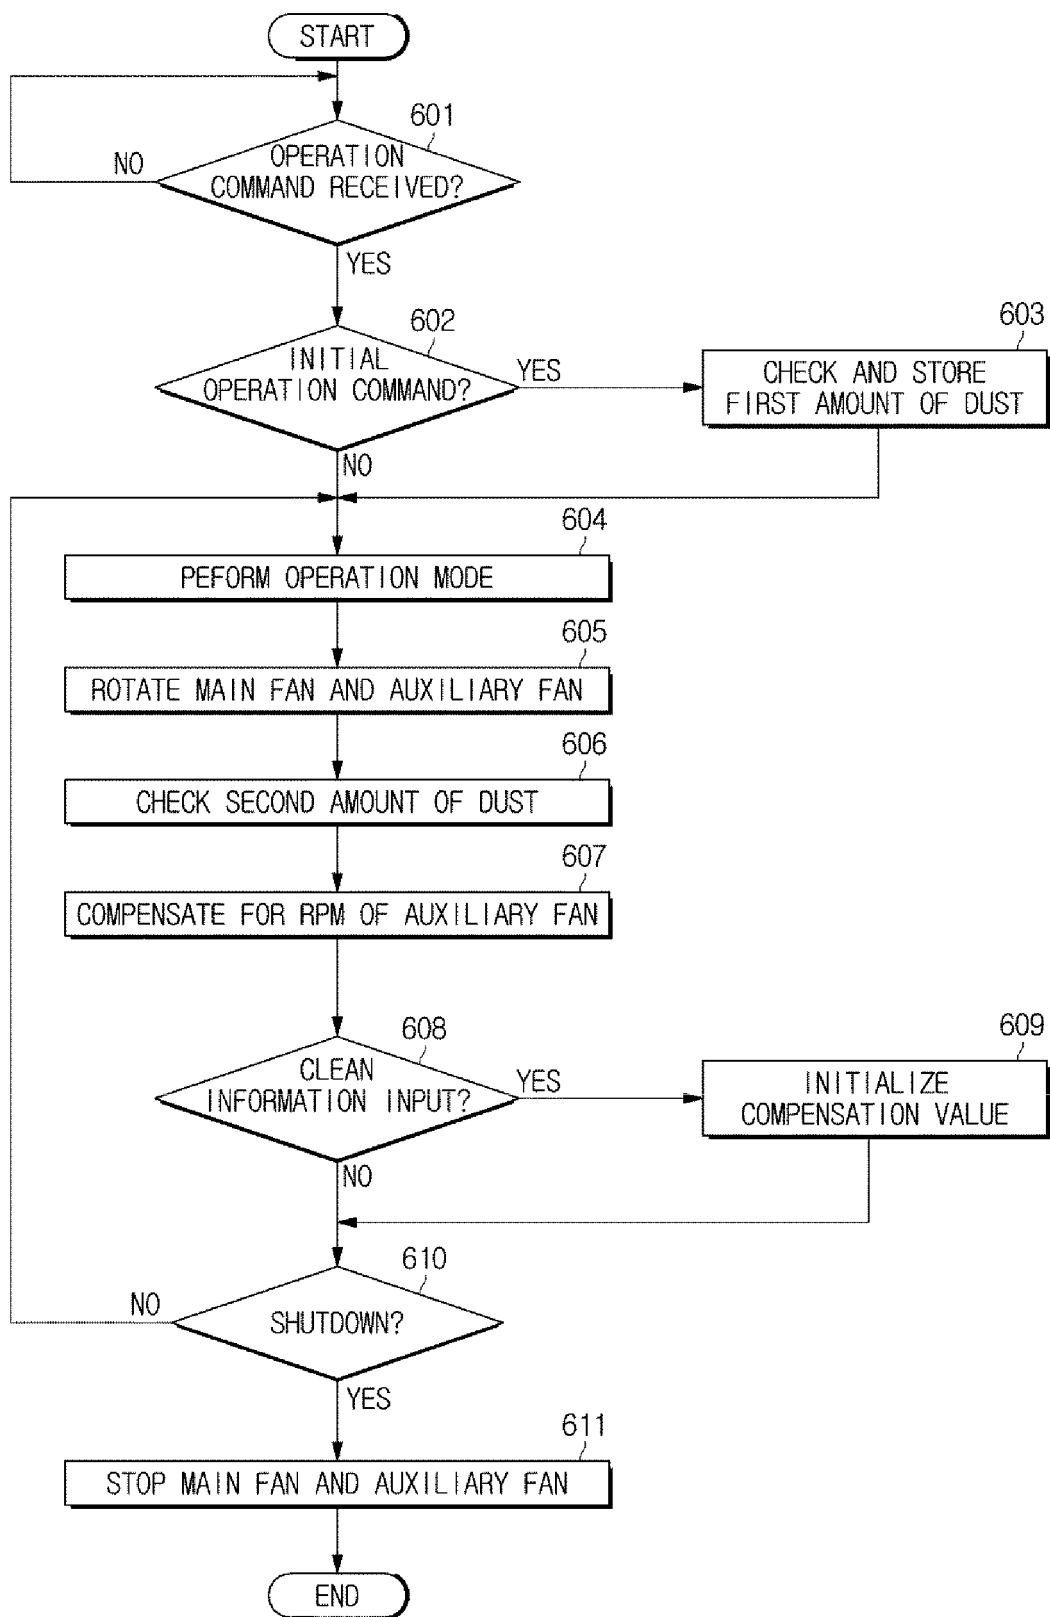 START
601
OPERATION
COMMAND RECEIVED?
NO
YES
602
INITIAL
OPERATION COMMAND?
YES
603
CHECK AND STORE
FIRST AMOUNT OF DUST
NO
604
PEFORM OPERATION MODE
605
ROTATE MAIN FAN AND AUXILIARY FAN
606
CHECK SECOND AMOUNT OF DUST
607
COMPENSATE FOR RPM OF AUXILIARY FAN
608
CLEAN
INFORMATION INPUT?
YES
609
INITIALIZE
COMPENSATION VALUE
NO
610
NO
SHUTDOWN?
YES
611
STOP MAIN FAN AND AUXILIARY FAN
END